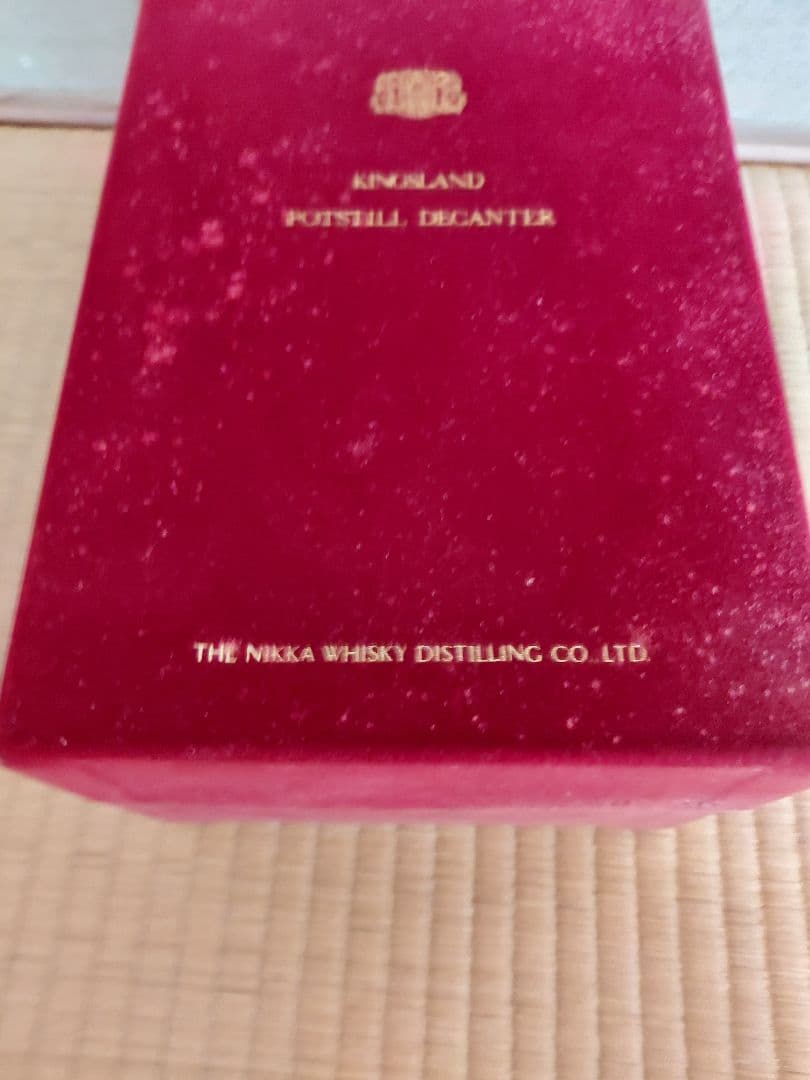 KINGSLAND
POTSTILL DECANTER
THE NIKKA WHISKY DISTILLING CO. LTD.